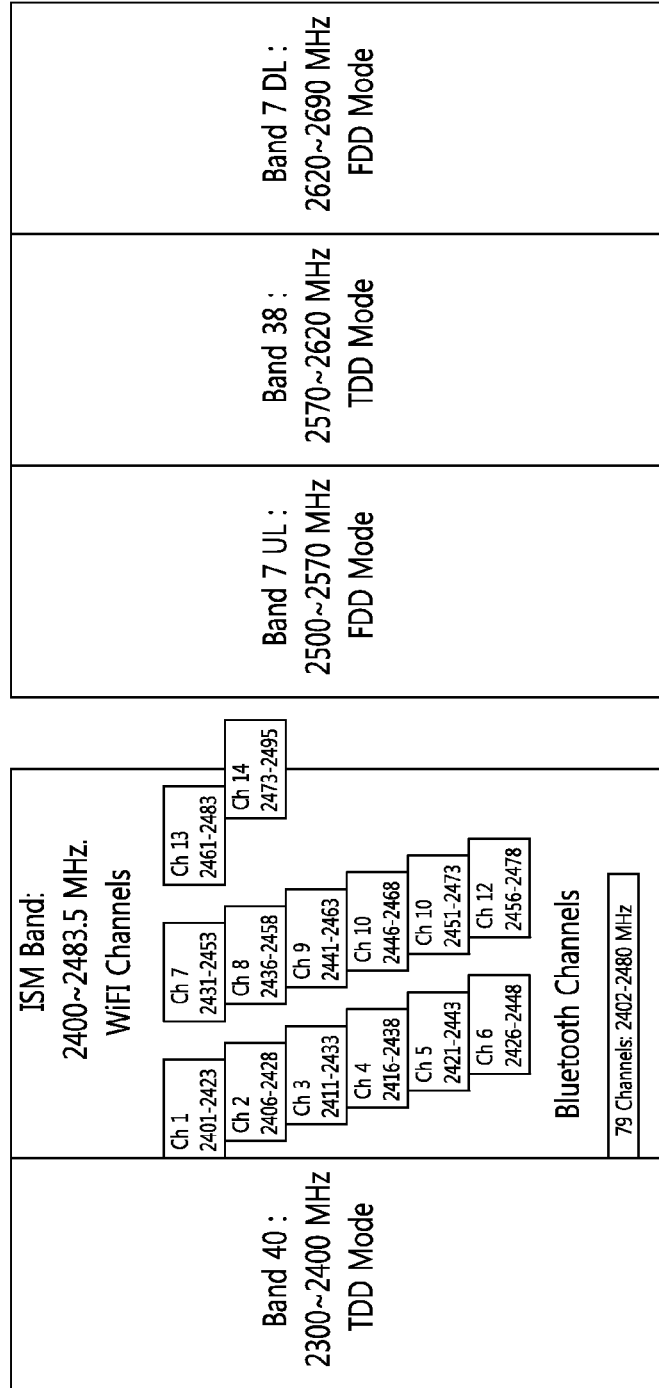 Band 40 :
2300~2400 MHz
TDD Mode
ISM Band:
2400~2483.5 MHz.
WiFI Channels
Ch 1
2401-2423
Ch 2
2406-2428
Ch 3
2411-2433
Ch 4
2416-2438
Ch 5
2421-2443
Ch 6
2426-2448
Ch 7
2431-2453
Ch 8
2436-2458
Ch 9
2441-2463
Ch 10
2446-2468
Ch 10
2451-2473
Ch 12
2456-2478
Ch 13
2461-2483
Ch 14
2473-2495
Bluetooth Channels
79 Channels: 2402-2480 MHz
Band 7 UL :
2500~2570 MHz
FDD Mode
Band 38 :
2570~2620 MHz
TDD Mode
Band 7 DL :
2620~2690 MHz
FDD Mode